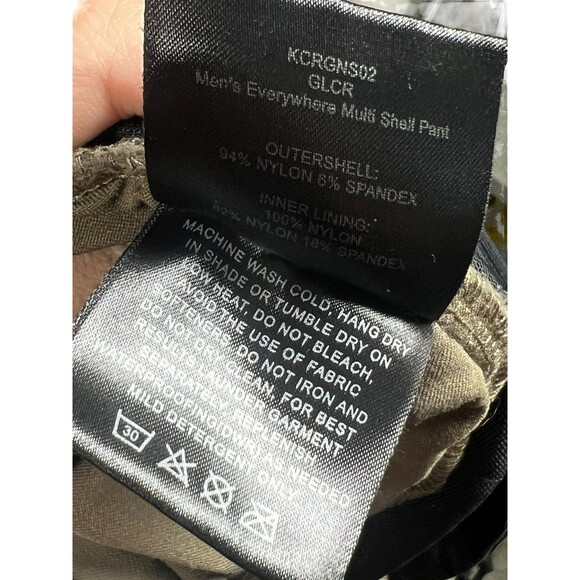 KCRGNS02
GLCR
Men's Everywhere Multi Shell Pant
OUTERSHELL:
94% NYLON 6% SPANDEX
INNER LINING:
100% NYLON
82% NYLON 18% SPANDEX
MACHINE WASH COLD, HANG DRY
IN SHADE OR TUMBLE DRY ON
LOW HEAT, DO NOT BLEACH,
AVOID THE USE OF FABRIC
SOFTENERS, DO NOT IRON AND
DO NOT DRY CLEAN, FOR BEST
RESULTS LAUNDER GARMENT
SEPARATELY, REPLENISH
WATERPROOFING(DWR) AS NEEDED
MILD DETERGENT ONLY
30